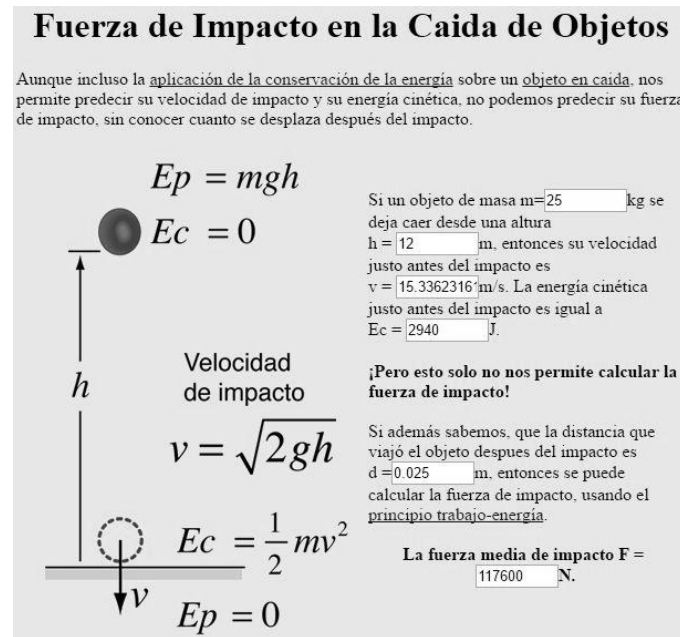 Fuerza de Impacto en la Caida de Objetos
Aunque incluso la aplicación de la conservación de la energía sobre un objeto en caida, nos
permite predecir su velocidad de impacto y su energía cinética, no podemos predecir su fuerza
de impacto, sin conocer cuanto se desplaza después del impacto.
Ep = mgh
Ec = 0
h
Velocidad
de impacto
v = √2gh
Ec = 1/2 mv²
v
Ep = 0
Si un objeto de masa m= 25 kg se
deja caer desde una altura
h = 12 m, entonces su velocidad
justo antes del impacto es
v = 15.3362316 m/s. La energía cinética
justo antes del impacto es igual a
Ec = 2940 J.
¡Pero esto solo no nos permite calcular la
fuerza de impacto!
Si además sabemos, que la distancia que
viajó el objeto despues del impacto es
d = 0.025 m, entonces se puede
calcular la fuerza de impacto, usando el
principio trabajo-energía.
La fuerza media de impacto F =
117600 N.